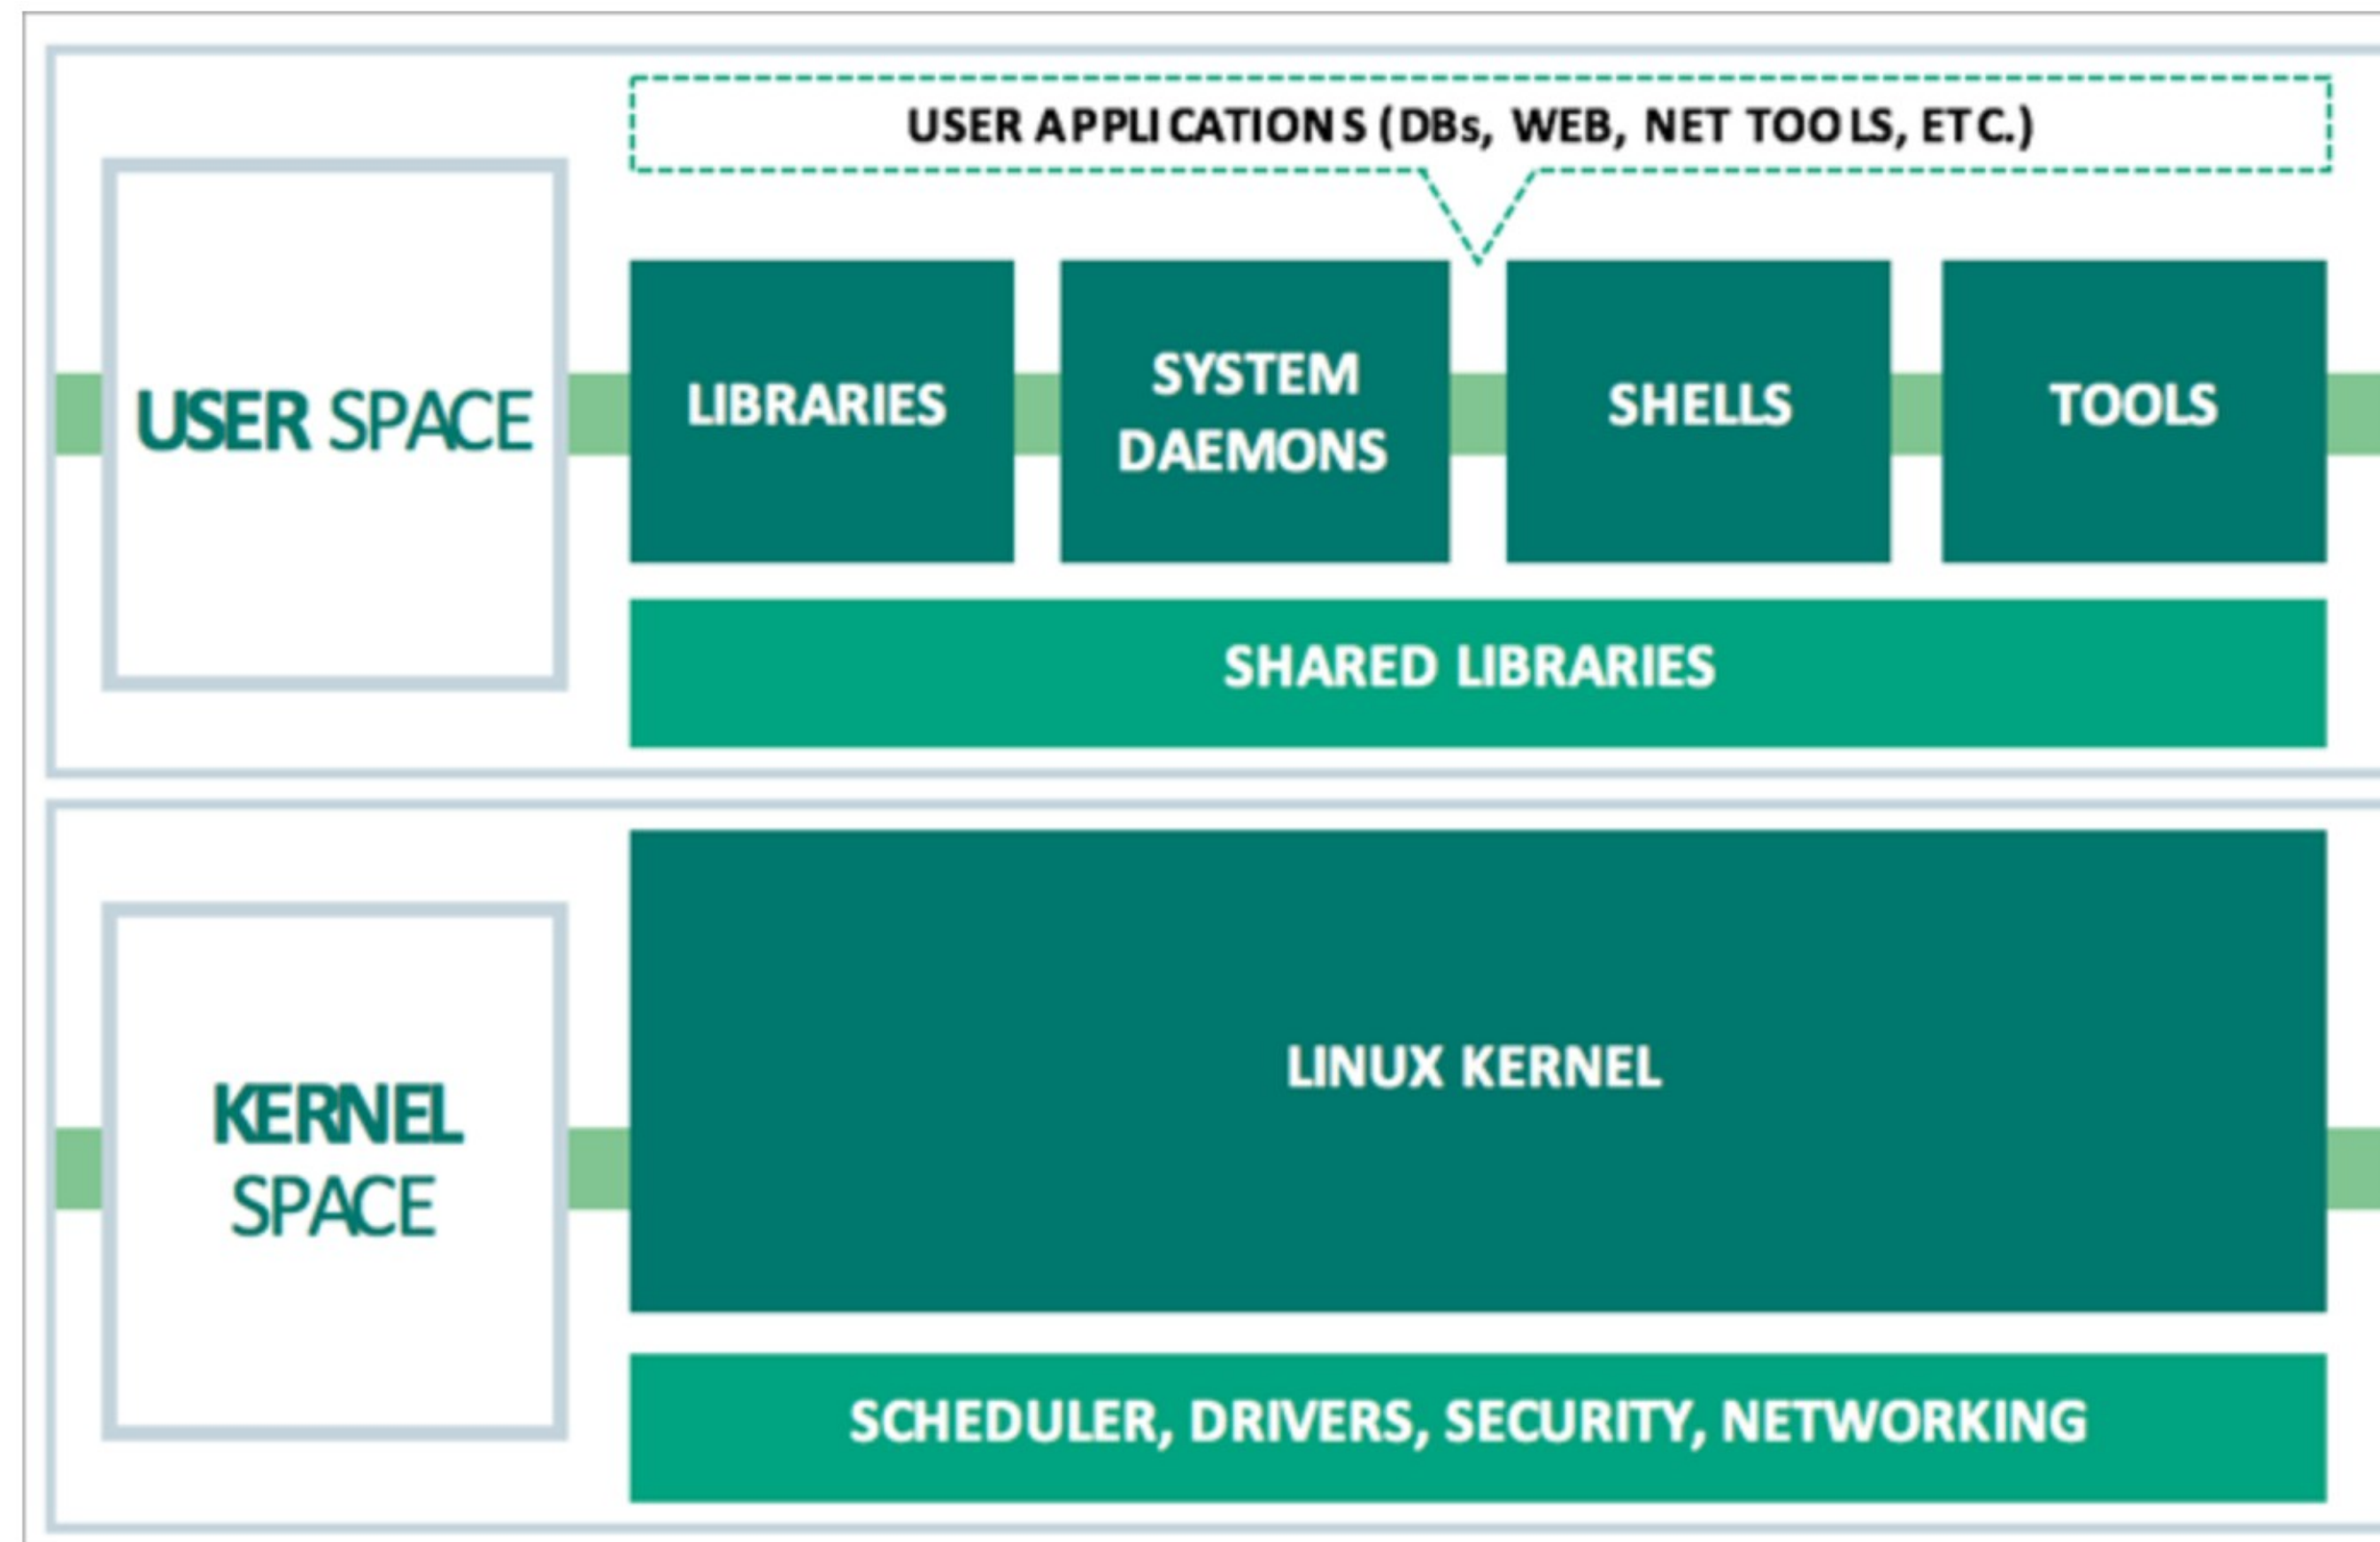 USER APPLICATIONS (DBs, WEB, NET TOOLS, ETC.)
USER SPACE
LIBRARIES
SYSTEM
DAEMONS
SHELLS
TOOLS
SHARED LIBRARIES
KERNEL
SPACE
LINUX KERNEL
SCHEDULER, DRIVERS, SECURITY, NETWORKING